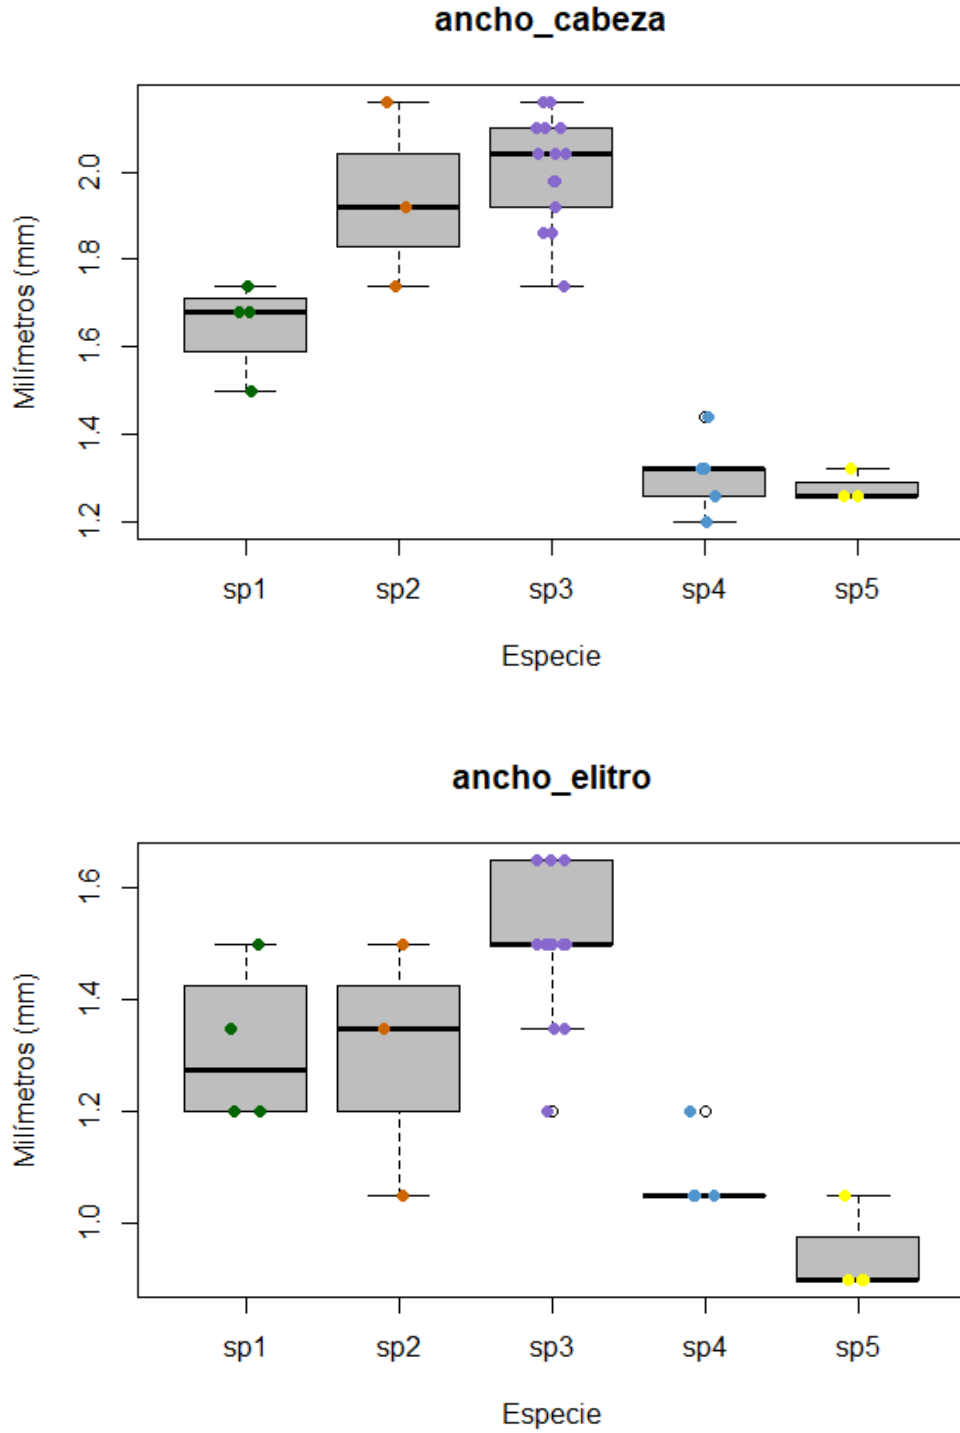 ancho_cabeza
Milímetros (mm)
2.0
1.8
1.6
1.4
1.2
sp1 sp2 sp3 sp4 sp5
Especie
ancho_elitro
Milímetros (mm)
1.6
1.4
1.2
1.0
sp1 sp2 sp3 sp4 sp5
Especie